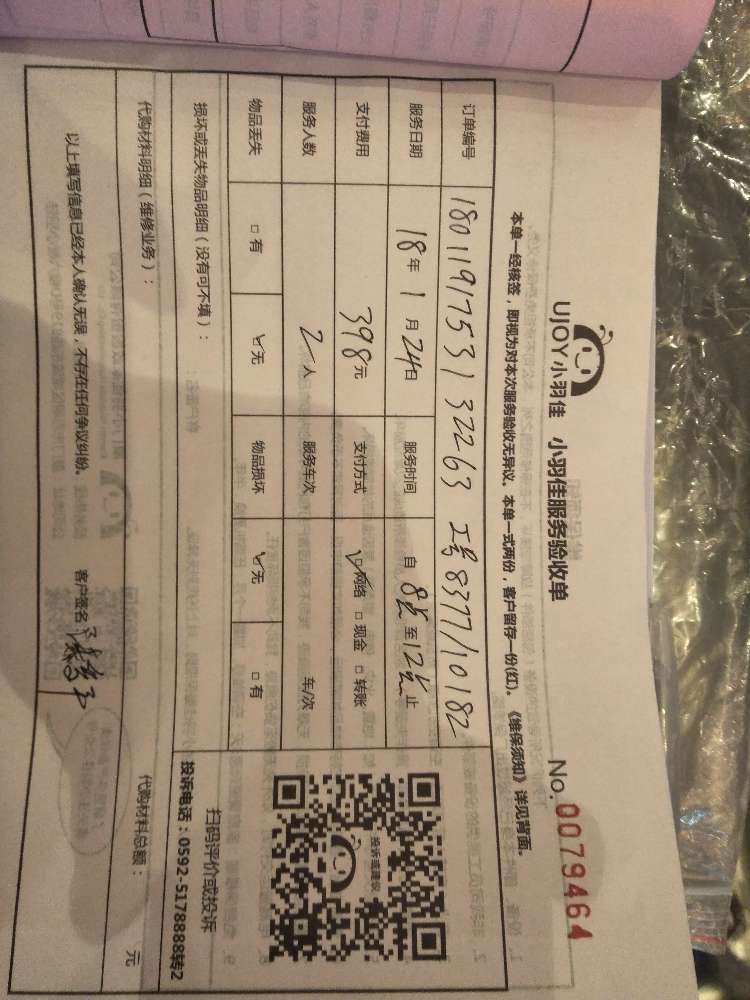 UJOY小羽佳 小羽佳服务验收单 No.0079464
本单一经核签，即视为对本次服务验收无异议。本单一式两份，客户留存一份(红)。《维保须知》详见背面。
订单编号 18011917531 32263 工号8377/10182
服务日期 18年1月24日 服务时间 自8点至12点止
支付费用 398元 支付方式 ☑网络 □现金 □转账
服务人数 2人 服务车次 车/次
物品丢失 □有 ☑无 物品损坏 ☑无 □有
投诉或建议
扫码评价或投诉
投诉电话：0592-5178888转2
损坏或丢失物品明细（没有可不填）：
代购材料明细（维修业务）： 代购材料总额： 元
以上填写信息已经本人确认无误，不存在任何争议纠纷。 客户签名